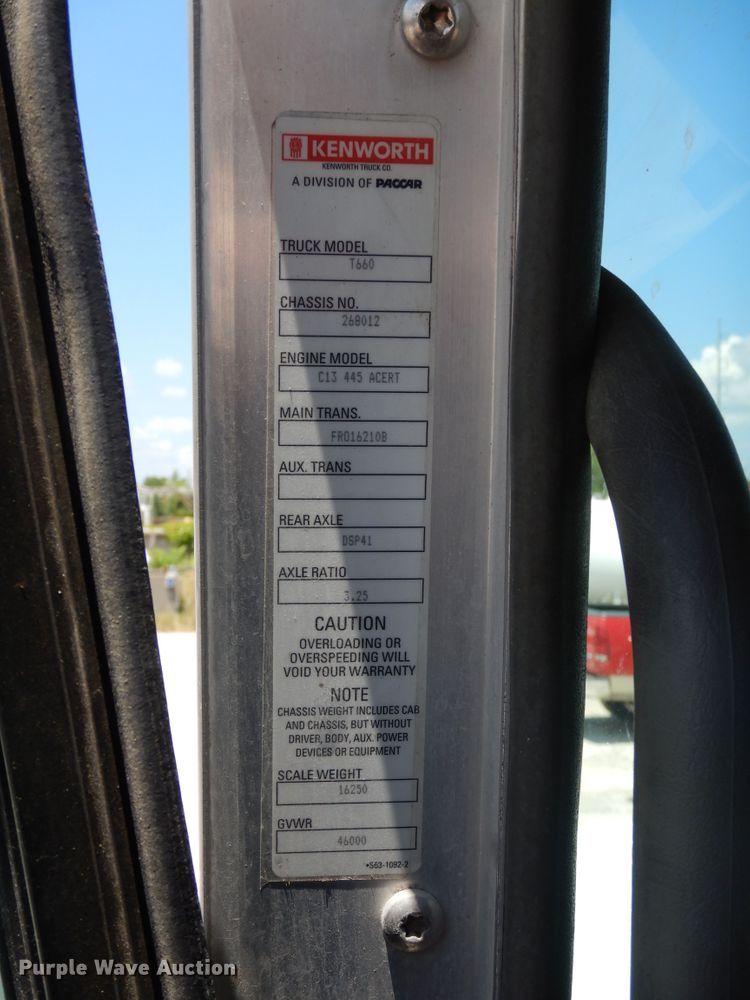 KENWORTH
KENWORTH TRUCK CO.
A DIVISION OF PACCAR
TRUCK MODEL
T660
CHASSIS NO.
268012
ENGINE MODEL
C13 445 ACERT
MAIN TRANS.
FRO16210B
AUX. TRANS
REAR AXLE
DSP41
AXLE RATIO
3.25
CAUTION
OVERLOADING OR
OVERSPEEDING WILL
VOID YOUR WARRANTY
NOTE
CHASSIS WEIGHT INCLUDES CAB
AND CHASSIS, BUT WITHOUT
DRIVER, BODY, AUX. POWER
DEVICES OR EQUIPMENT
SCALE WEIGHT
16250
GVWR
46000
*S63-1092-2
Purple Wave Auction